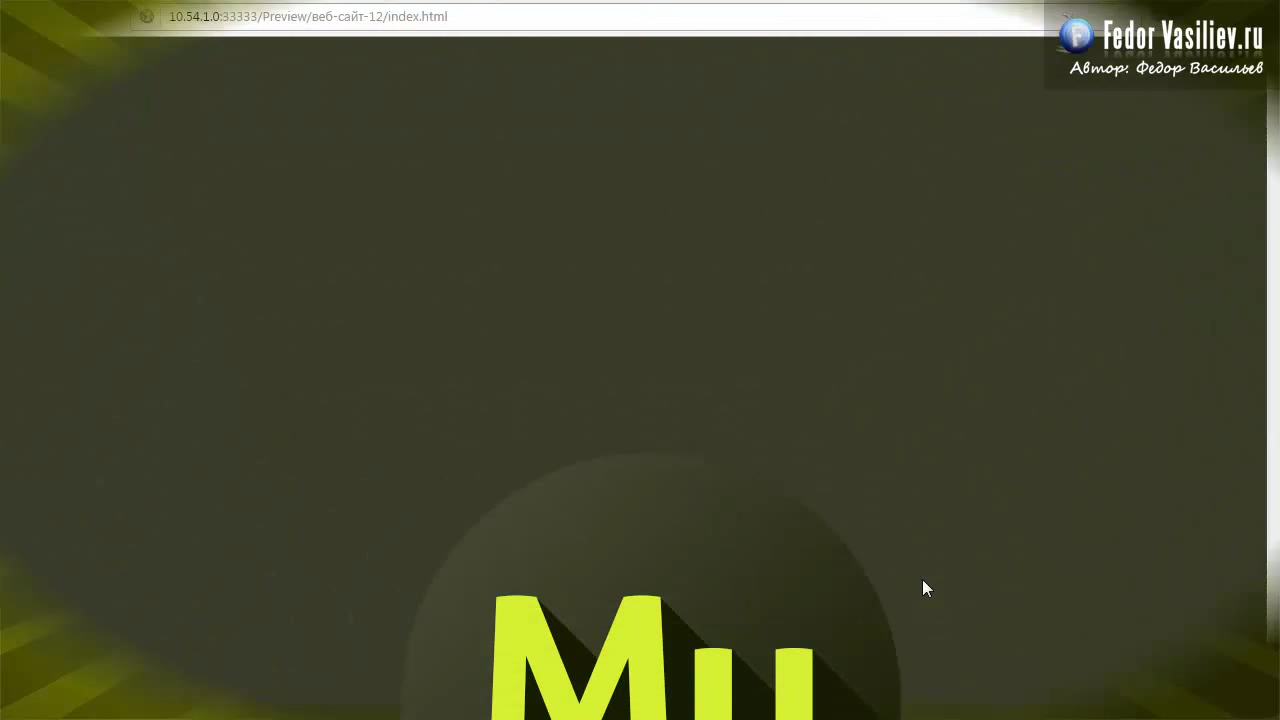 10.54.1.0:33333/Preview/веб-сайт-12/index.html
F Fedor Vasiliev.ru
Автор: Федор Васильев
Mu